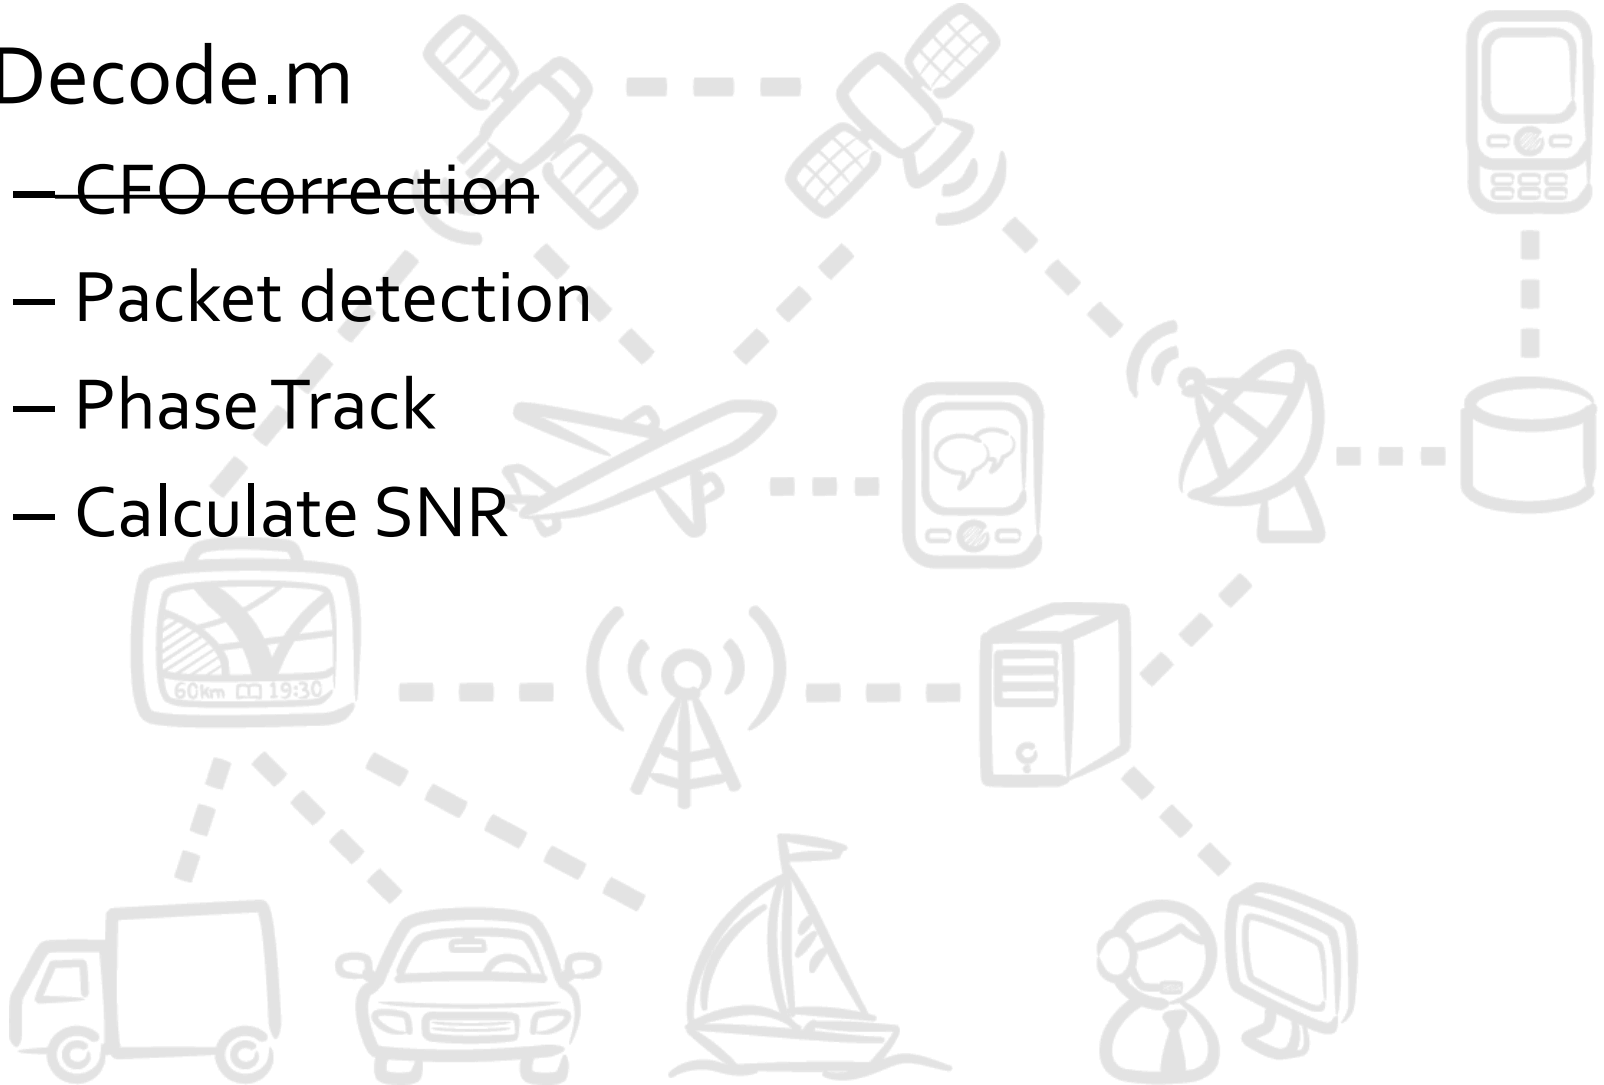 Decode.m
– CFO correction
– Packet detection
– Phase Track
– Calculate SNR
60km 19:30